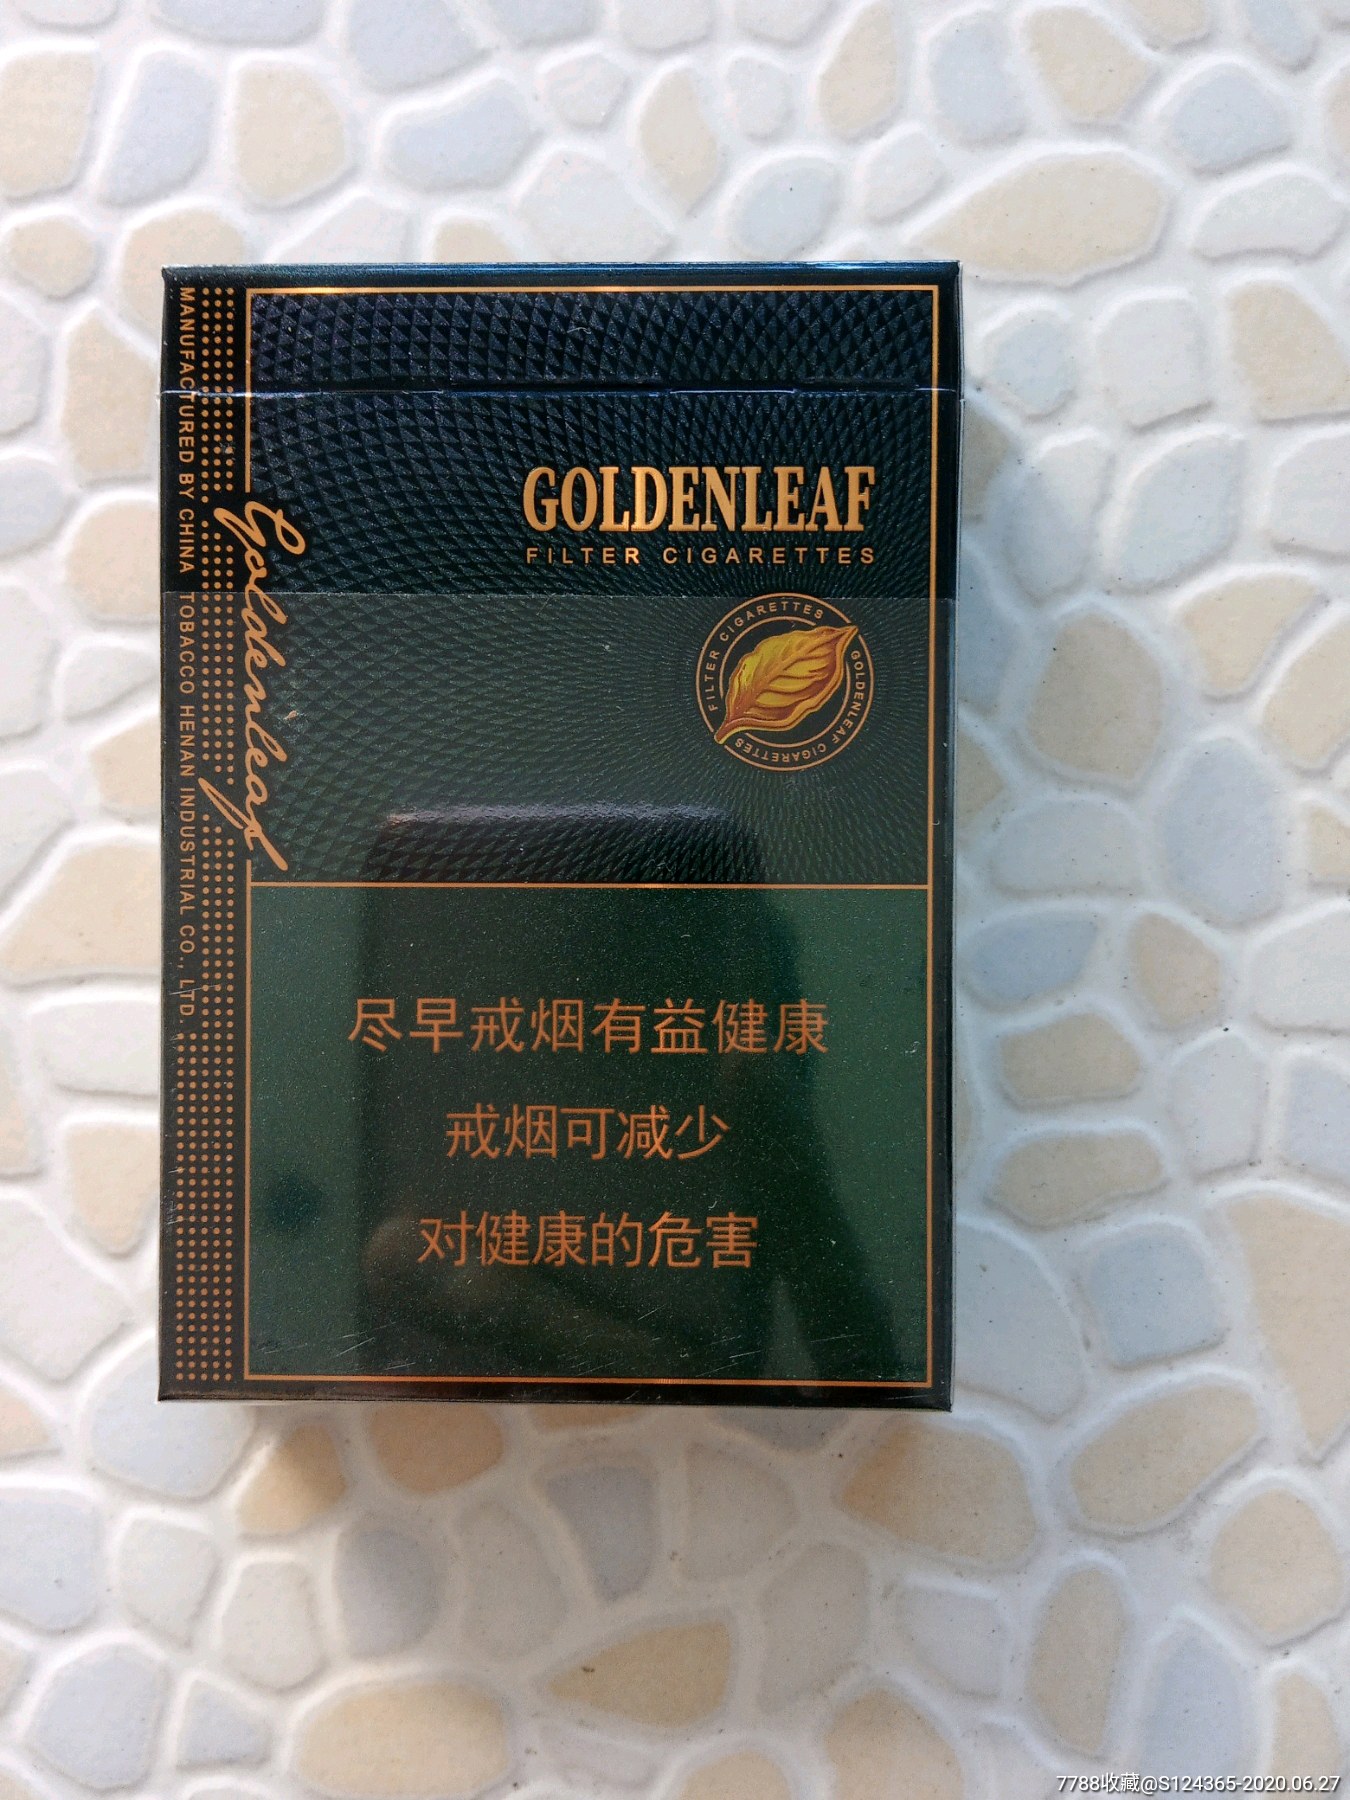 GOLDENLEAF
FILTER CIGARETTES
FILTER CIGARETTES
GOLDENLEAF CIGARETTES
Goldenleaf
MANUFACTURED BY CHINA TOBACCO HENAN INDUSTRIAL CO., LTD.
尽早戒烟有益健康
戒烟可减少
对健康的危害
7788收藏@S124365-2020.06.27